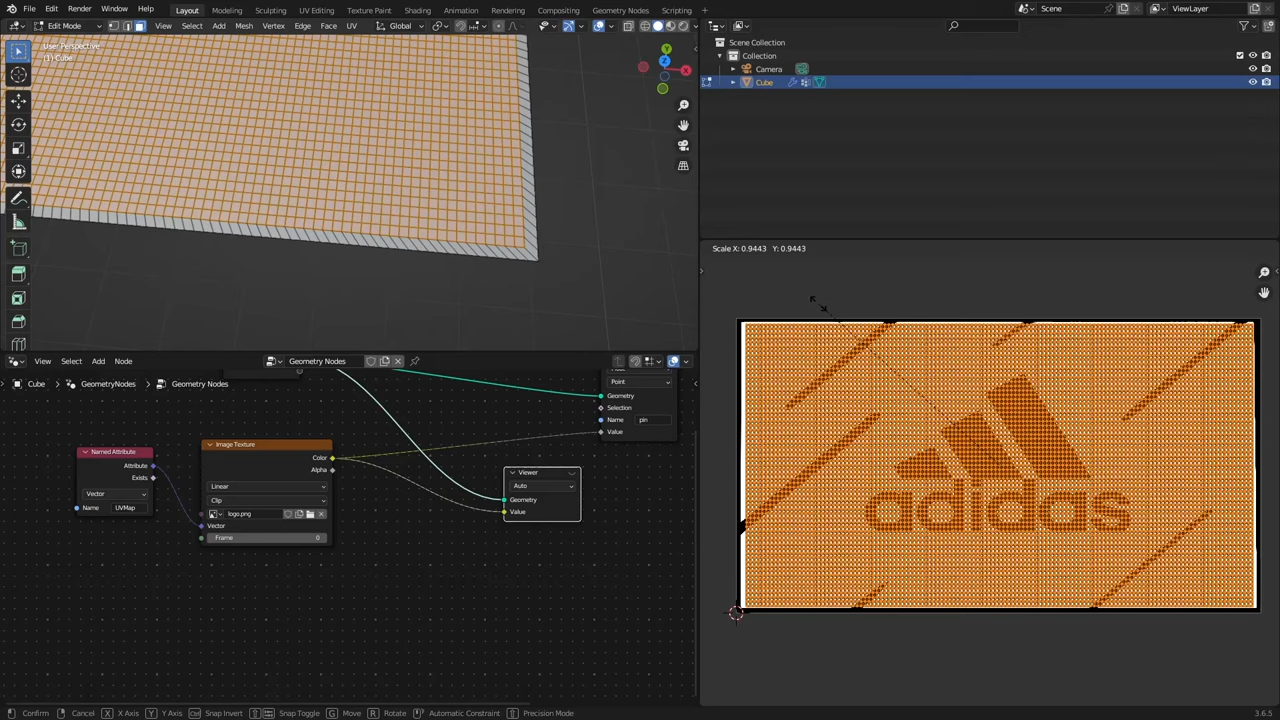 File Edit Render Window Help Layout Modeling Sculpting UV Editing Texture Paint Shading Animation Rendering Compositing Geometry Nodes Scripting + Scene ViewLayer
Edit Mode View Select Add Mesh Vertex Edge Face UV Global
User Perspective
(1) Cube
Y
Z
X
Scene Collection
Collection
Camera
Cube
Scale X: 0.9443 Y: 0.9443
adidas
View Select Add Node Geometry Nodes
Cube > GeometryNodes > Geometry Nodes
Point
Geometry
Selection
Name pin
Value
Named Attribute
Attribute
Exists
Vector
Name UVMap
Image Texture
Color
Alpha
Linear
Clip
logo.png
Vector
Frame 0
Viewer
Auto
Geometry
Value
Confirm Cancel X X Axis Y Y Axis Snap Invert Snap Toggle G Move R Rotate Automatic Constraint Precision Mode 3.6.5